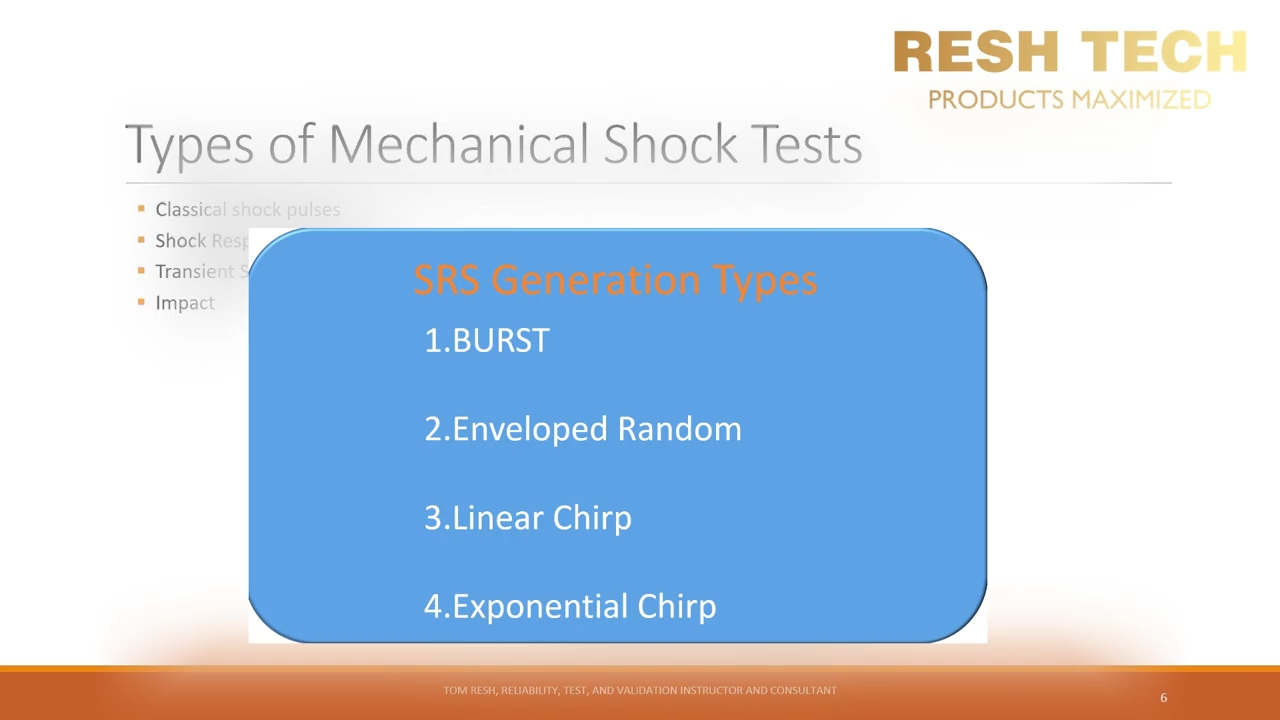 RESH TECH
PRODUCTS MAXIMIZED
Types of Mechanical Shock Tests
Classical shock pulses
Shock
Transient
Impact
SRS Generation Types
1.BURST
2.Enveloped Random
3.Linear Chirp
4.Exponential Chirp
TOM RESH, RELIABILITY, TEST, AND VALIDATION INSTRUCTOR AND CONSULTANT
6